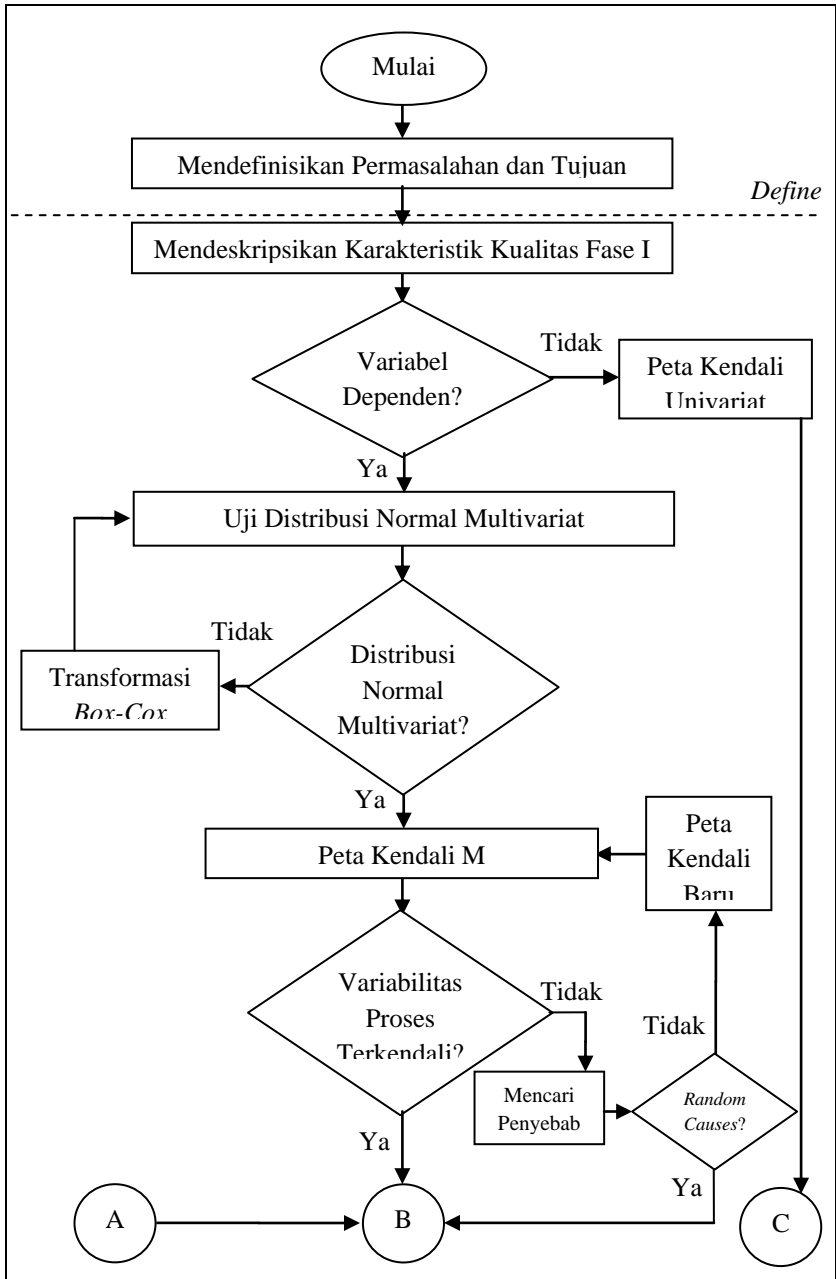 Mulai
Mendefinisikan Permasalahan dan Tujuan
Define
Mendeskripsikan Karakteristik Kualitas Fase I
Variabel
Dependen?
Tidak
Peta Kendali
Univariat
Ya
Uji Distribusi Normal Multivariat
Tidak
Distribusi
Normal
Multivariat?
Transformasi
Box-Cox
Ya
Peta Kendali M
Peta
Kendali
Baru
Variabilitas
Proses
Terkendali?
Tidak
Tidak
Mencari
Penyebab
Random
Causes?
Ya
Ya
A
B
C